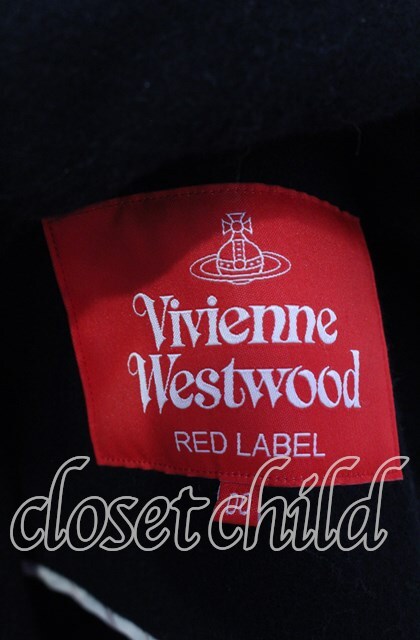 Vivienne
Westwood
RED LABEL
closet child